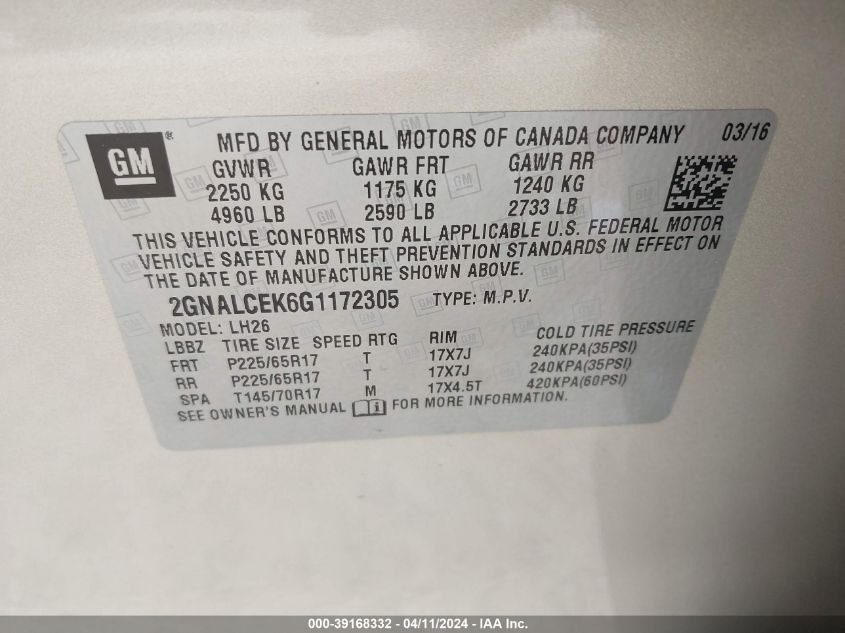 GM ® MFD BY GENERAL MOTORS OF CANADA COMPANY 03/16
GVWR GAWR FRT GAWR RR
2250 KG 1175 KG 1240 KG
4960 LB 2590 LB 2733 LB
THIS VEHICLE CONFORMS TO ALL APPLICABLE U.S. FEDERAL MOTOR
VEHICLE SAFETY AND THEFT PREVENTION STANDARDS IN EFFECT ON
THE DATE OF MANUFACTURE SHOWN ABOVE.
2GNALCEK6G1172305 TYPE: M.P.V.
MODEL: LH26
LBBZ TIRE SIZE SPEED RTG RIM COLD TIRE PRESSURE
FRT P225/65R17 T 17X7J 240KPA(35PSI)
RR P225/65R17 T 17X7J 240KPA(35PSI)
SPA T145/70R17 M 17X4.5T 420KPA(60PSI)
SEE OWNER'S MANUAL FOR MORE INFORMATION.
000-39168332 - 04/11/2024 - IAA Inc.